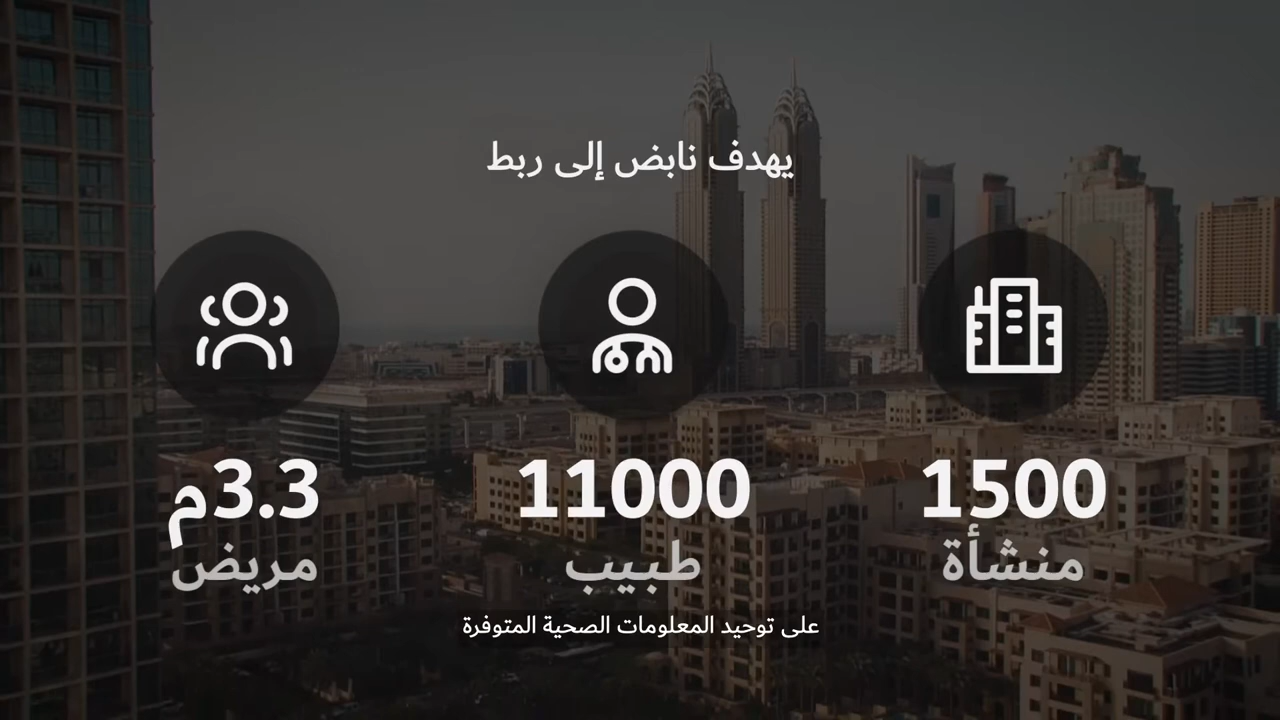 يهدف نابض إلى ربط
1500
منشأة
11000
طبيب
3.3م
مريض
على توحيد المعلومات الصحية المتوفرة